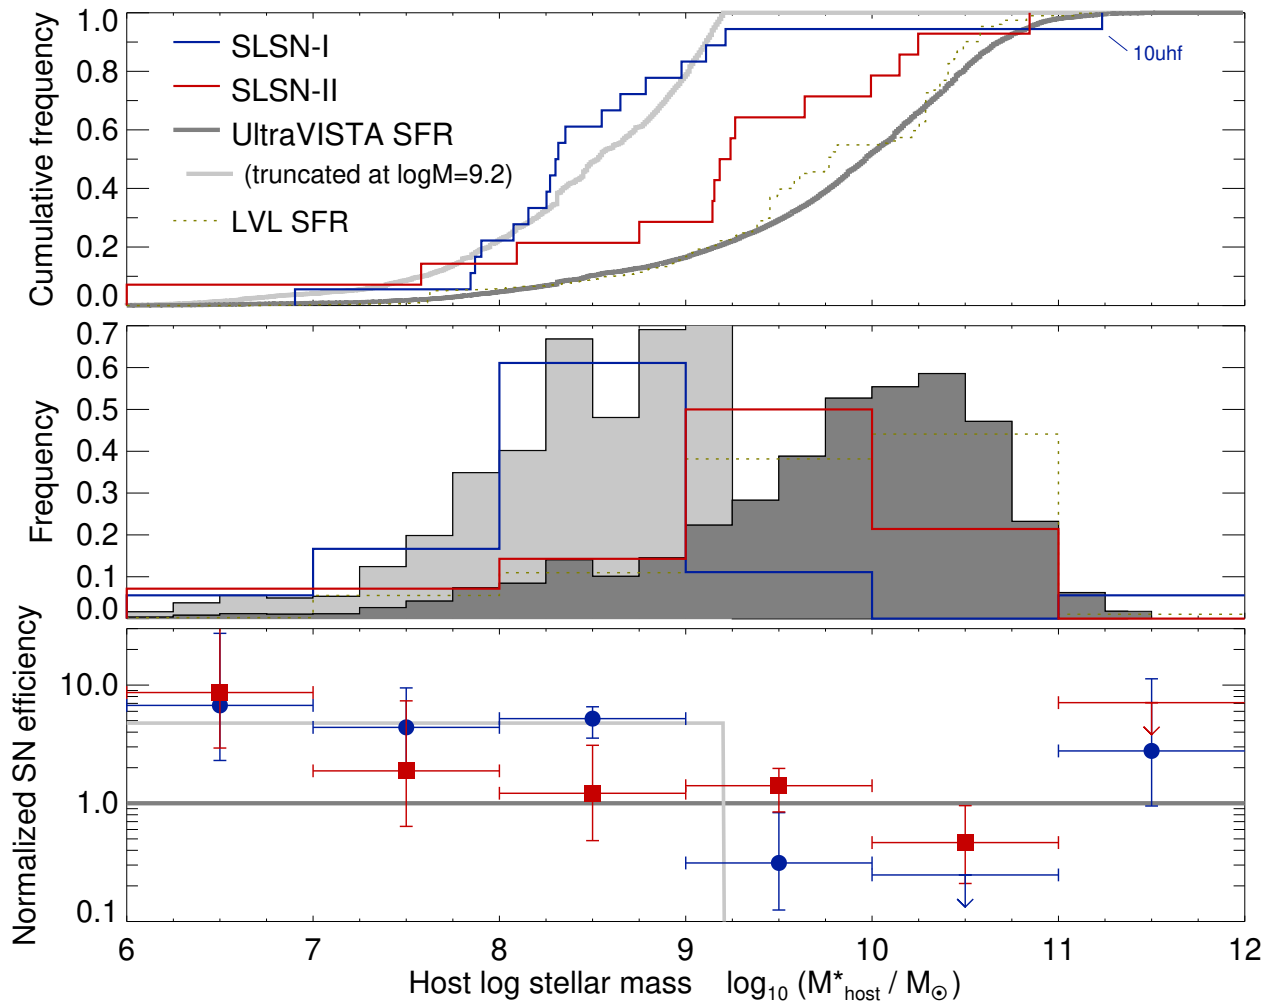 1.0
0.8
0.6
0.4
0.2
0.0
Cumulative frequency
SLSN-I
SLSN-II
UltraVISTA SFR
(truncated at logM=9.2)
LVL SFR
10uhf
0.7
0.6
0.5
0.4
0.3
0.2
0.1
0.0
Frequency
10.0
1.0
0.1
Normalized SN efficiency
6 7 8 9 10 11 12
Host log stellar mass log₁₀ (M*host / M☉)